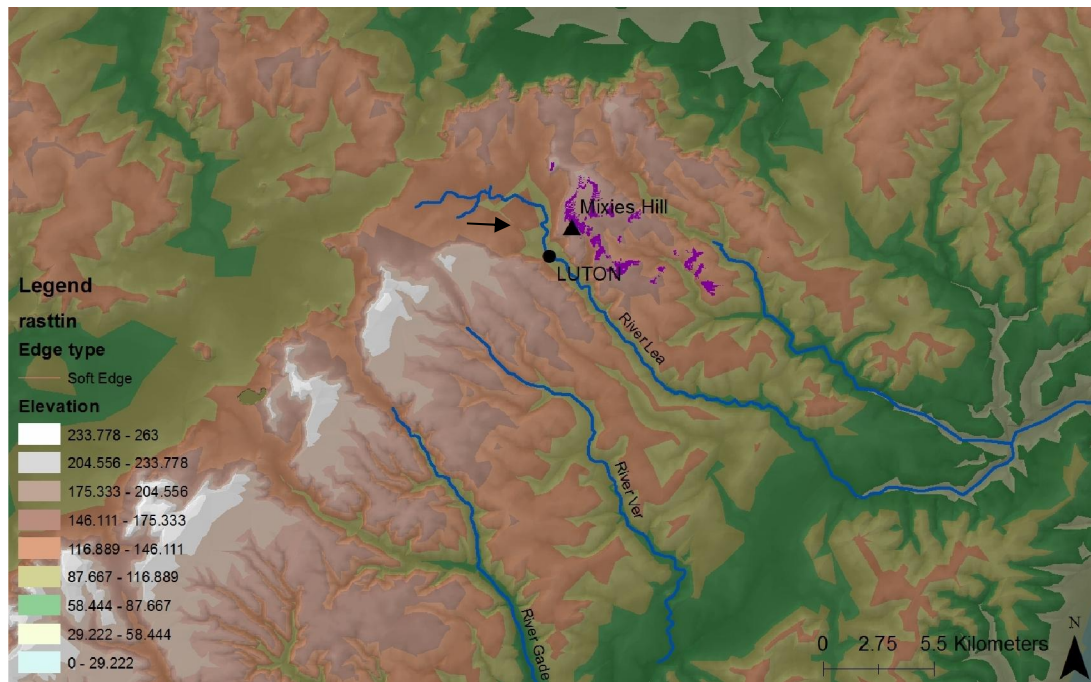 Mixies Hill
LUTON
River Lea
River Ver
River Gade
Legend
rasttin
Edge type
Soft Edge
Elevation
233.778 - 263
204.556 - 233.778
175.333 - 204.556
146.111 - 175.333
116.889 - 146.111
87.667 - 116.889
58.444 - 87.667
29.222 - 58.444
0 - 29.222
N
0 2.75 5.5 Kilometers